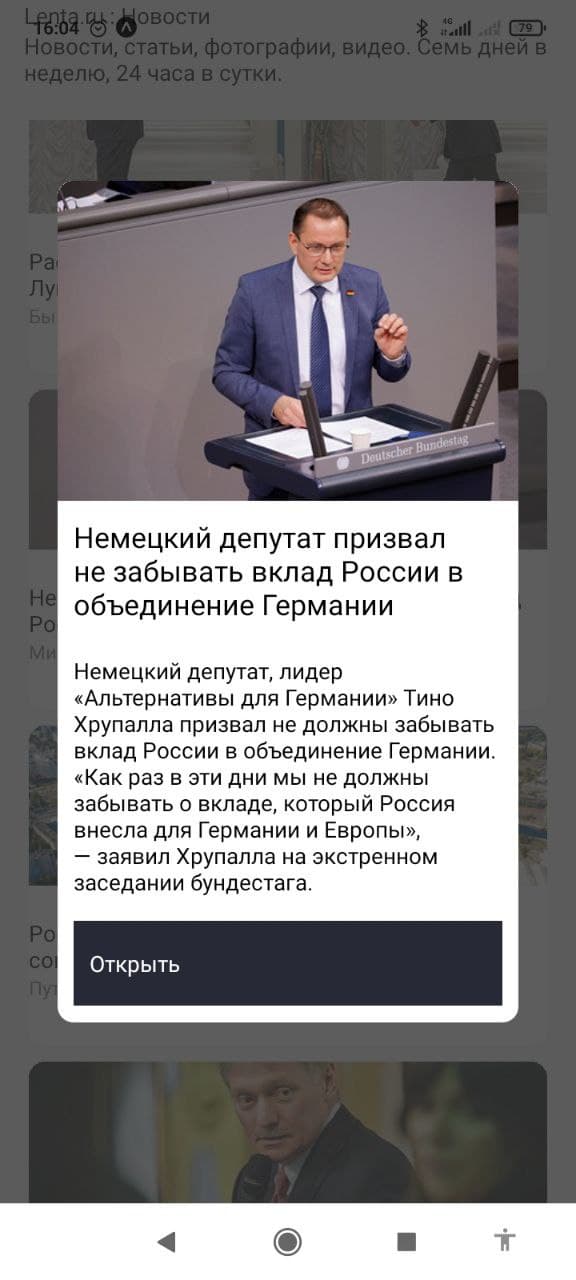 Lenta.ru : Новости
16:04
4G
79
Новости, статьи, фотографии, видео. Семь дней в
неделю, 24 часа в сутки.
Ра
Лу
Бы
Deutscher Bundestag
Немецкий депутат призвал
не забывать вклад России в
объединение Германии
Не
Ро
Ми
Немецкий депутат, лидер
«Альтернативы для Германии» Тино
Хрупалла призвал не должны забывать
вклад России в объединение Германии.
«Как раз в эти дни мы не должны
забывать о вкладе, который Россия
внесла для Германии и Европы»,
— заявил Хрупалла на экстренном
заседании бундестага.
Ро
со
Пут
Открыть